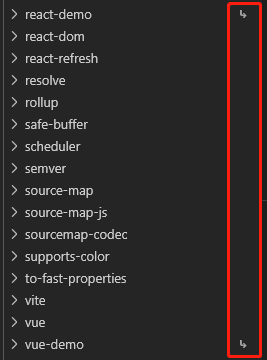 react-demo
react-dom
react-refresh
resolve
rollup
safe-buffer
scheduler
semver
source-map
source-map-js
sourcemap-codec
supports-color
to-fast-properties
vite
vue
vue-demo